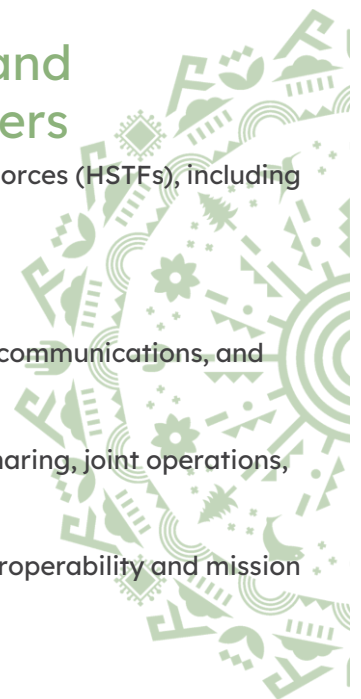 and
ers
orces (HSTFs), including
communications, and
haring, joint operations,
roperability and mission